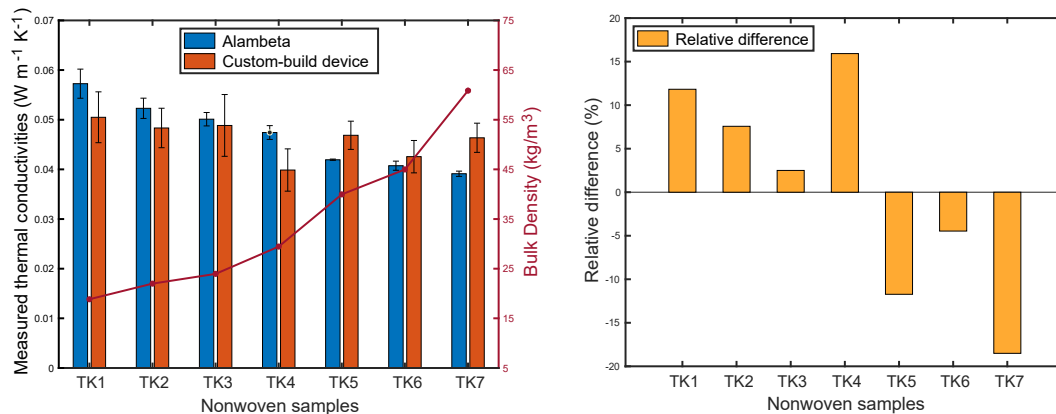 Measured thermal conductivities (W m⁻¹ K⁻¹)
0.07
0.06
0.05
0.04
0.03
0.02
0.01
0
Alambeta
Custom-build device
75
65
55
45
35
25
15
5
Bulk Density (kg/m³)
TK1 TK2 TK3 TK4 TK5 TK6 TK7
Nonwoven samples
Relative difference (%)
20
15
10
5
0
-5
-10
-15
-20
Relative difference
TK1 TK2 TK3 TK4 TK5 TK6 TK7
Nonwoven samples